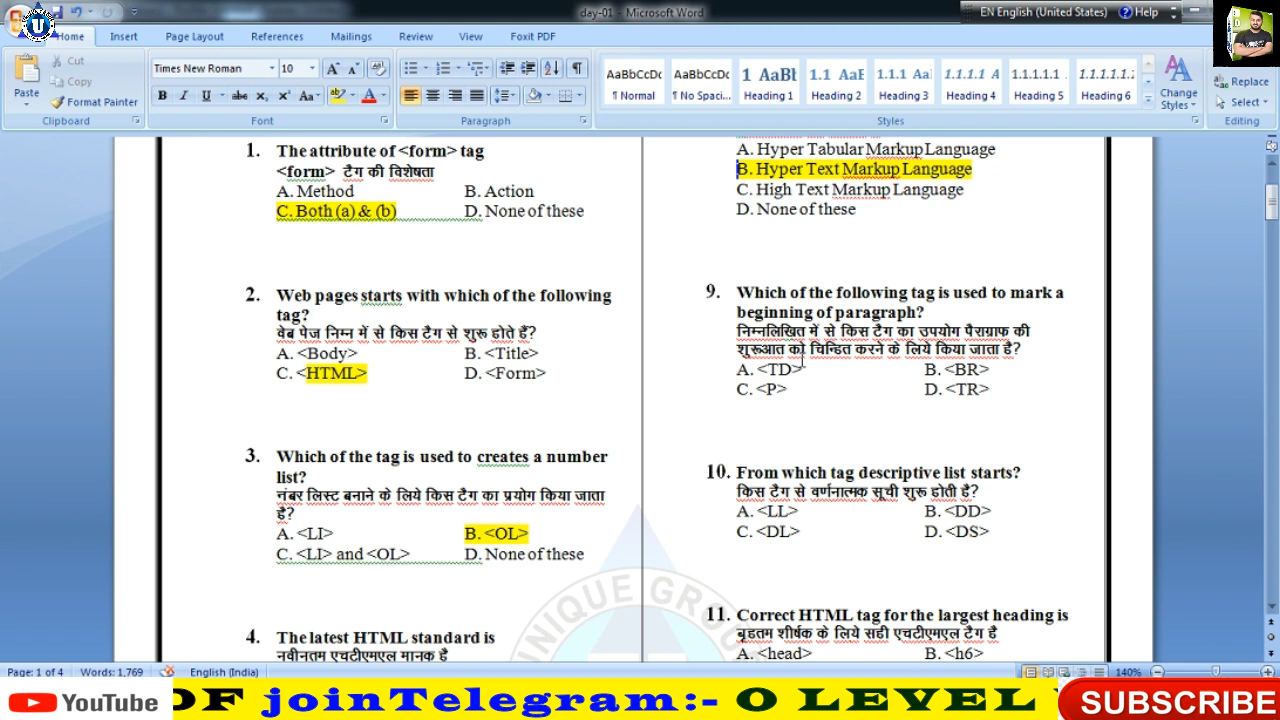 day-01 - Microsoft Word
EN English (United States)
Help
Home
Insert
Page Layout
References
Mailings
Review
View
Foxit PDF
Cut
Copy
Format Painter
Paste
Clipboard
Times New Roman
10
Font
Paragraph
AaBbCcDc
¶ Normal
AaBbCcDc
¶ No Spaci...
1 AaBb
Heading 1
1.1 AaE
Heading 2
1.1.1 Aa
Heading 3
1.1.1.1 A
Heading 4
1.1.1.1.1
Heading 5
1.1.1.1.1.
Heading 6
Change
Styles
Styles
Replace
Select
Editing
1. The attribute of <form> tag
<form> टैग की विशेषता
A. Method B. Action
C. Both (a) & (b) D. None of these
2. Web pages starts with which of the following
tag?
वेब पेज निम्न में से किस टैग से शुरू होते हैं?
A. <Body> B. <Title>
C. <HTML> D. <Form>
3. Which of the tag is used to creates a number
list?
नंबर लिस्ट बनाने के लिये किस टैग का प्रयोग किया जाता
है?
A. <LI> B. <OL>
C. <LI> and <OL> D. None of these
4. The latest HTML standard is
नवीनतम एचटीएमएल मानक है
A. Hyper Tabular Markup Language
B. Hyper Text Markup Language
C. High Text Markup Language
D. None of these
9. Which of the following tag is used to mark a
beginning of paragraph?
निम्नलिखित में से किस टैग का उपयोग पैराग्राफ की
शुरूआत को चिन्हित करने के लिये किया जाता है?
A. <TD> B. <BR>
C. <P> D. <TR>
10. From which tag descriptive list starts?
किस टैग से वर्णनात्मक सूची शुरू होती है?
A. <LL> B. <DD>
C. <DL> D. <DS>
11. Correct HTML tag for the largest heading is
बृहतम शीर्षक के लिये सही एचटीएमएल टैग है
A. <head> B. <h6>
UNIQUE GROU
Page: 1 of 4
Words: 1,769
English (India)
140%
YouTube
DF joinTelegram:- O LEVEL
SUBSCRIBE